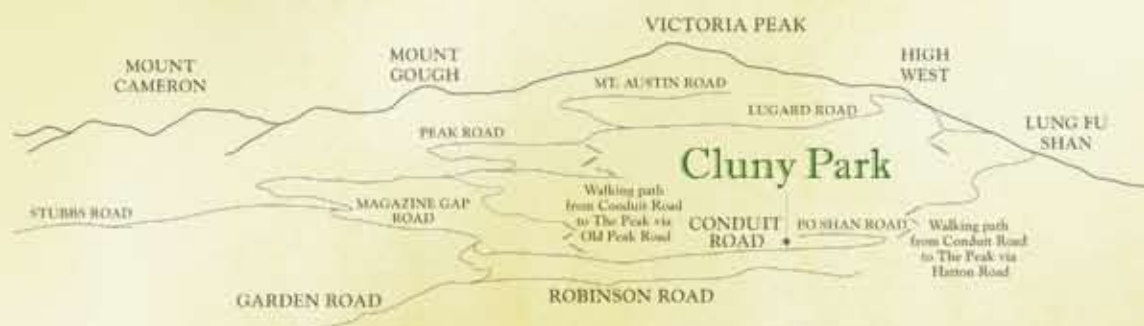 VICTORIA PEAK
MOUNT
CAMERON
MOUNT
GOUGH
HIGH
WEST
MT. AUSTIN ROAD
LUGARD ROAD
LUNG FU
SHAN
PEAK ROAD
Cluny Park
STUBBS ROAD
MAGAZINE GAP
ROAD
Walking path
from Conduit Road
to The Peak via
Old Peak Road
CONDUIT
ROAD
PO SHAN ROAD
Walking path
from Conduit Road
to The Peak via
Hatton Road
GARDEN ROAD
ROBINSON ROAD